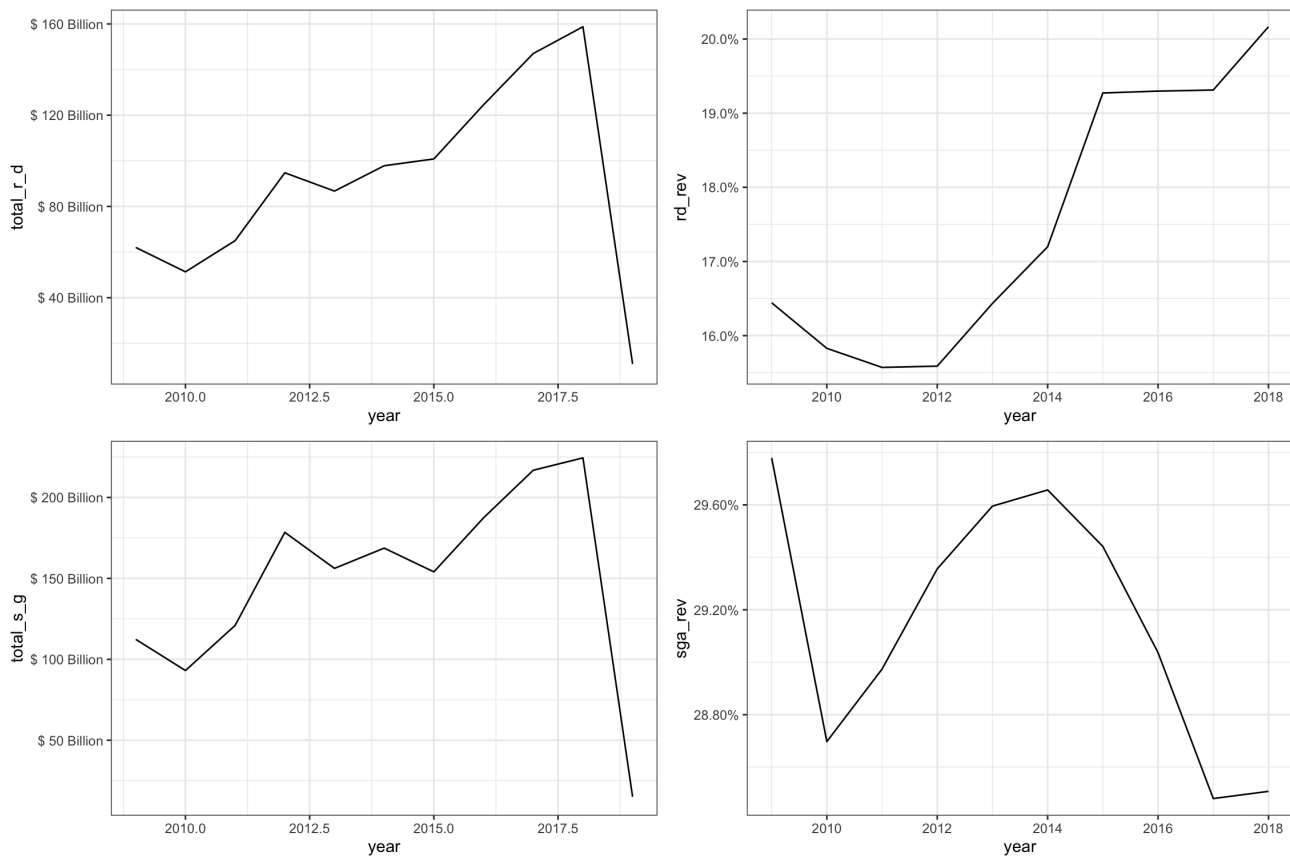 total_r_d
$ 160 Billion
$ 120 Billion
$ 80 Billion
$ 40 Billion
2010.0 2012.5 2015.0 2017.5
year
rd_rev
20.0%
19.0%
18.0%
17.0%
16.0%
2010 2012 2014 2016 2018
year
total_s_g
$ 200 Billion
$ 150 Billion
$ 100 Billion
$ 50 Billion
2010.0 2012.5 2015.0 2017.5
year
sga_rev
29.60%
29.20%
28.80%
2010 2012 2014 2016 2018
year